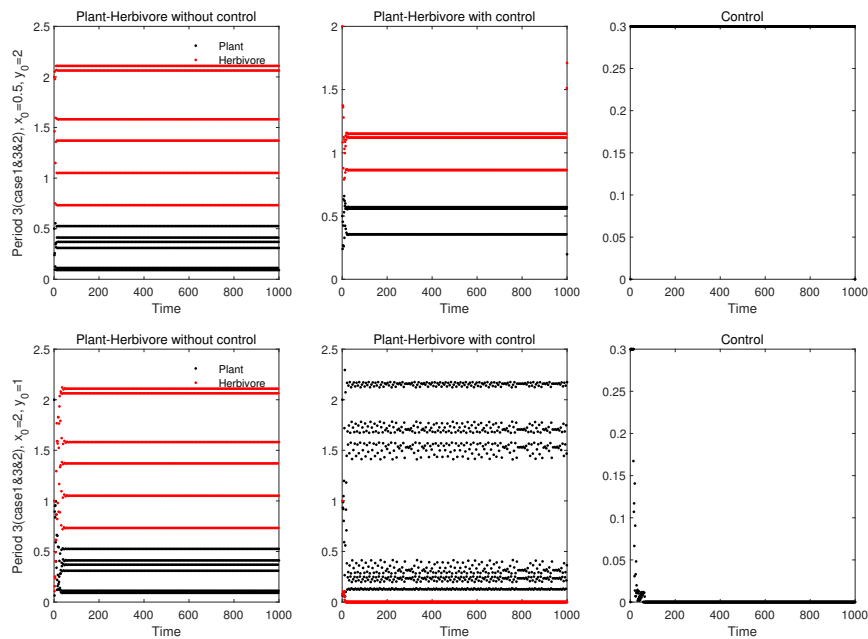 Plant-Herbivore without control
Plant-Herbivore with control
Control
Period 3(case1&3&2), x0=0.5, y0=2
2.5
2
1.5
1
0.5
0
Plant
Herbivore
0 200 400 600 800 1000
Time
2
1.5
1
0.5
0
0 200 400 600 800 1000
Time
0.3
0.25
0.2
0.15
0.1
0.05
0
0 200 400 600 800 1000
Time
Plant-Herbivore without control
Plant-Herbivore with control
Control
Period 3(case1&3&2), x0=2, y0=1
2.5
2
1.5
1
0.5
0
Plant
Herbivore
0 200 400 600 800 1000
Time
2.5
2
1.5
1
0.5
0
0 200 400 600 800 1000
Time
0.3
0.25
0.2
0.15
0.1
0.05
0
0 200 400 600 800 1000
Time